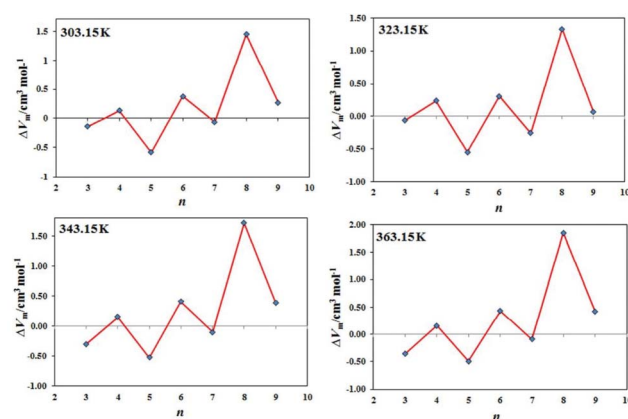 303.15K
ΔVm/cm³ mol⁻¹
1.5
1
0.5
0
-0.5
-1
2 3 4 5 6 7 8 9 10
n
323.15K
ΔVm/cm³ mol⁻¹
1.50
1.00
0.50
0.00
-0.50
-1.00
2 3 4 5 6 7 8 9 10
n
343.15K
ΔVm/cm³ mol⁻¹
1.50
1.00
0.50
0.00
-0.50
-1.00
2 3 4 5 6 7 8 9 10
n
363.15K
ΔVm/cm³ mol⁻¹
2.00
1.50
1.00
0.50
0.00
-0.50
-1.00
2 3 4 5 6 7 8 9 10
n